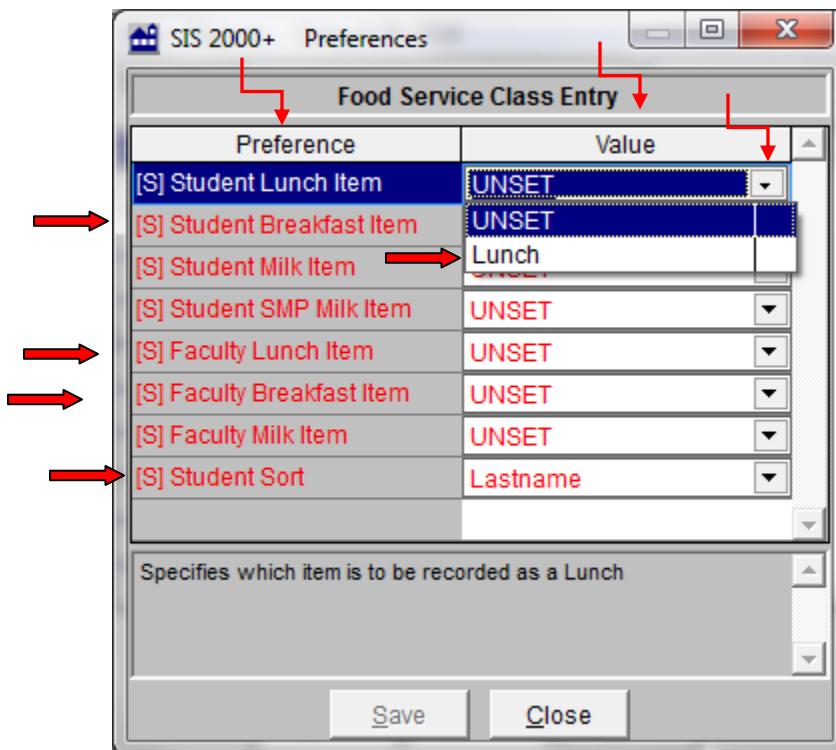 SIS 2000+ Preferences
Food Service Class Entry
Preference Value
[S] Student Lunch Item UNSET
UNSET
[S] Student Breakfast Item
Lunch
[S] Student Milk Item UNSET
[S] Student SMP Milk Item UNSET
[S] Faculty Lunch Item UNSET
[S] Faculty Breakfast Item UNSET
[S] Faculty Milk Item UNSET
[S] Student Sort Lastname
Specifies which item is to be recorded as a Lunch
Save Close